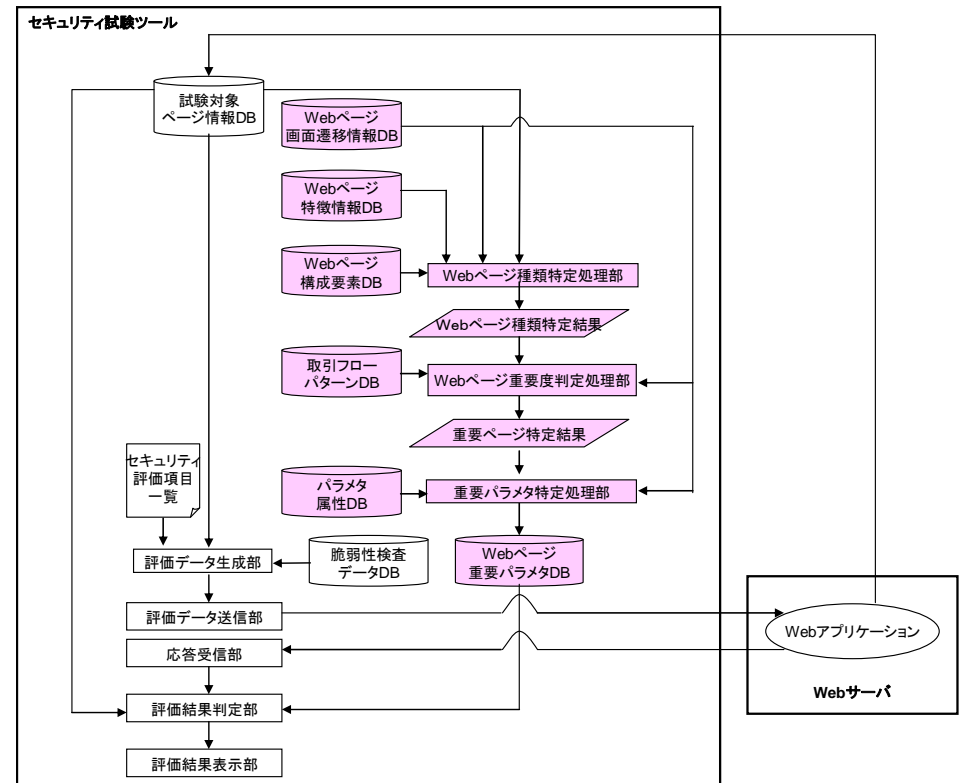 セキュリティ試験ツール
試験対象
ページ情報DB
Webページ
画面遷移情報DB
Webページ
特徴情報DB
Webページ
構成要素DB
Webページ種類特定処理部
Webページ種類特定結果
取引フロー
パターンDB
Webページ重要度判定処理部
重要ページ特定結果
セキュリティ
評価項目
一覧
パラメタ
属性DB
重要パラメタ特定処理部
評価データ生成部
脆弱性検査
データDB
Webページ
重要パラメタDB
評価データ送信部
Webアプリケーション
応答受信部
Webサーバ
評価結果判定部
評価結果表示部